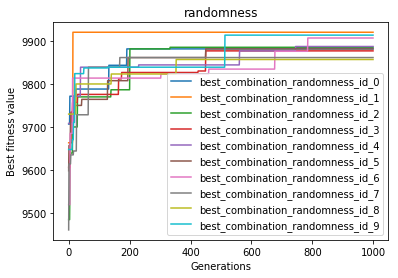 randomness
Best fitness value
9900
9800
9700
9600
9500
best_combination_randomness_id_0
best_combination_randomness_id_1
best_combination_randomness_id_2
best_combination_randomness_id_3
best_combination_randomness_id_4
best_combination_randomness_id_5
best_combination_randomness_id_6
best_combination_randomness_id_7
best_combination_randomness_id_8
best_combination_randomness_id_9
0 200 400 600 800 1000
Generations